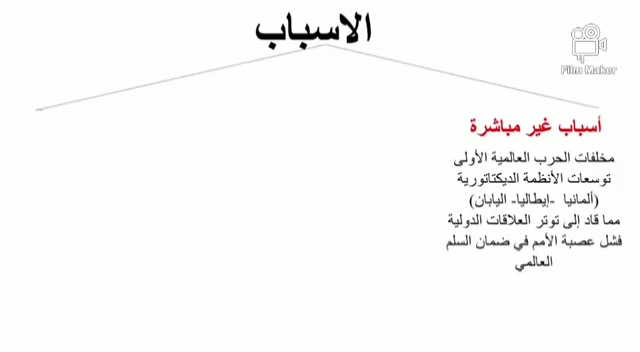 الاسباب
Film Maker
أسباب غير مباشرة
مخلفات الحرب العالمية الأولى
توسعات الأنظمة الديكتاتورية
(ألمانيا -إيطاليا- اليابان)
مما قاد إلى توتر العلاقات الدولية
فشل عصبة الأمم في ضمان السلم
العالمي